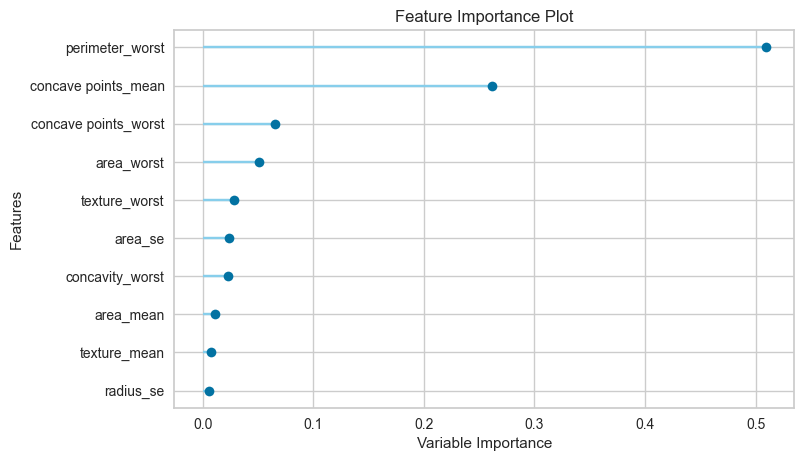 Feature Importance Plot
Features
perimeter_worst
concave points_mean
concave points_worst
area_worst
texture_worst
area_se
concavity_worst
area_mean
texture_mean
radius_se
0.0 0.1 0.2 0.3 0.4 0.5
Variable Importance